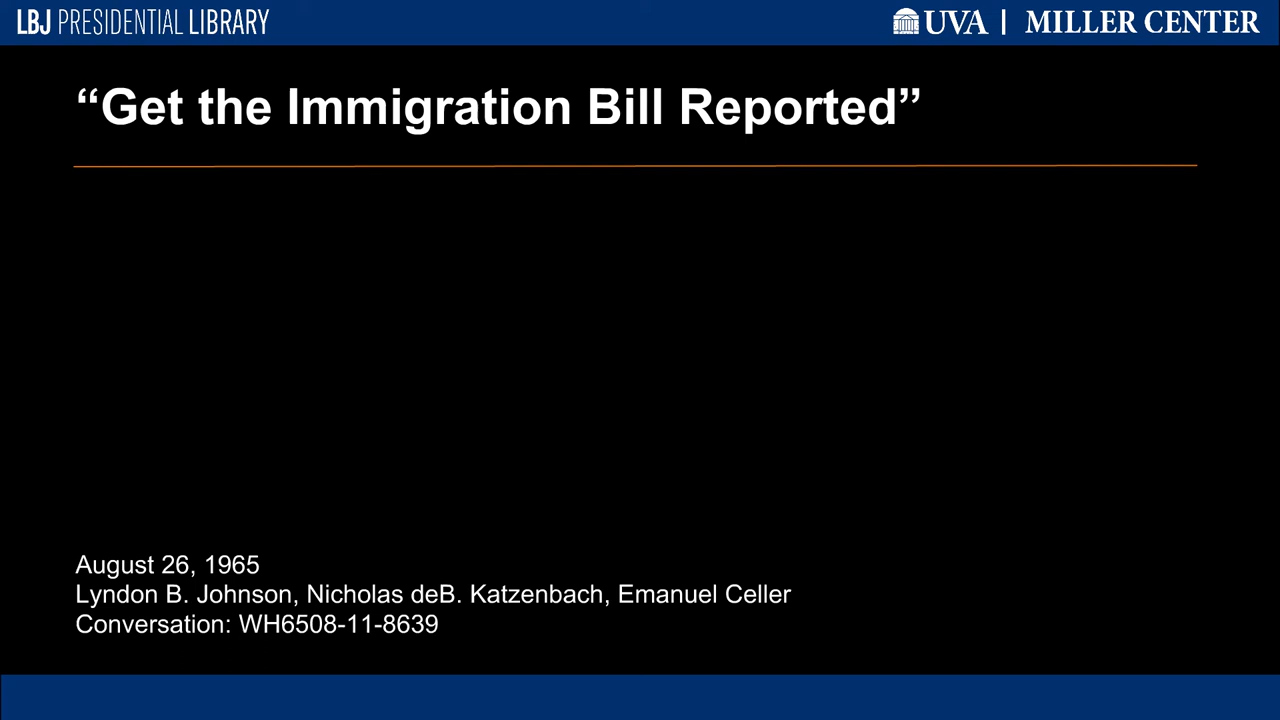 LBJ PRESIDENTIAL LIBRARY
UVA | MILLER CENTER
“Get the Immigration Bill Reported”
August 26, 1965
Lyndon B. Johnson, Nicholas deB. Katzenbach, Emanuel Celler
Conversation: WH6508-11-8639